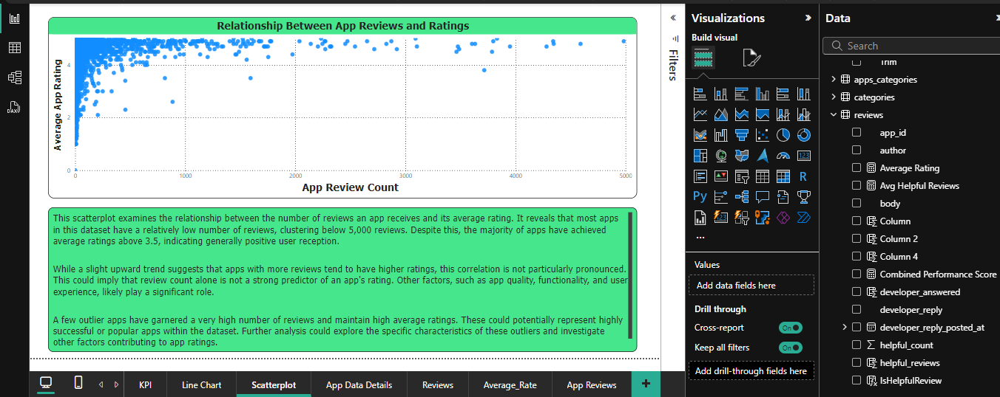 Relationship Between App Reviews and Ratings
Average App Rating
4
2
0
0
1000
2000
3000
4000
5000
App Review Count
This scatterplot examines the relationship between the number of reviews an app receives and its average rating. It reveals that most apps
in this dataset have a relatively low number of reviews, clustering below 5,000 reviews. Despite this, the majority of apps have achieved
average ratings above 3.5, indicating generally positive user reception.
While a slight upward trend suggests that apps with more reviews tend to have higher ratings, this correlation is not particularly pronounced.
This could imply that review count alone is not a strong predictor of an app's rating. Other factors, such as app quality, functionality, and user
experience, likely play a significant role.
A few outlier apps have garnered a very high number of reviews and maintain high average ratings. These could potentially represent highly
successful or popular apps within the dataset. Further analysis could explore the specific characteristics of these outliers and investigate
other factors contributing to app ratings.
KPI
Line Chart
Scatterplot
App Data Details
Reviews
Average_Rate
App Reviews
+
DAX
«
Filters
Visualizations
»
Build visual
123
R
Py
123
...
Values
Add data fields here
Drill through
Cross-report
On
Keep all filters
On
Add drill-through fields here
Data
»
Search
Trim
apps_categories
categories
reviews
app_id
author
Average Rating
Avg Helpful Reviews
body
Column
Column 2
Column 4
Combined Performance Score
developer_answered
developer_reply
developer_reply_posted_at
helpful_count
helpful_reviews
IsHelpfulReview